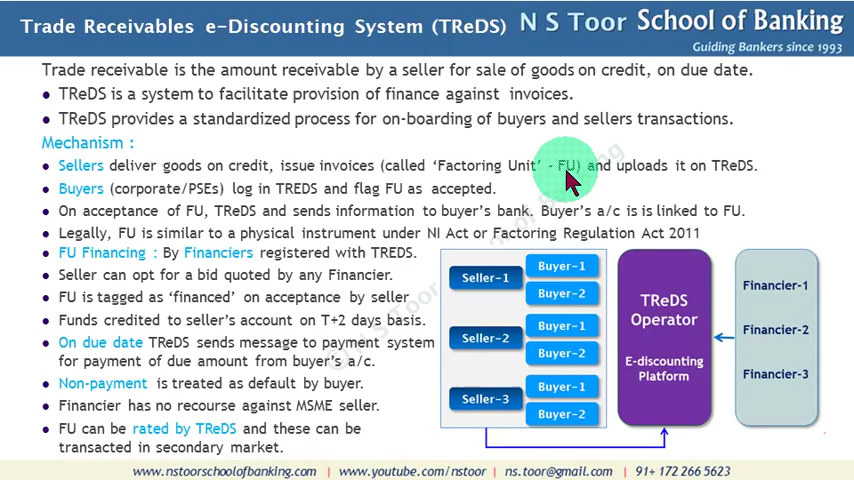 Trade Receivables e-Discounting System (TReDS)
N S Toor School of Banking
Guiding Bankers since 1993
Trade receivable is the amount receivable by a seller for sale of goods on credit, on due date.
• TReDS is a system to facilitate provision of finance against invoices.
• TReDS provides a standardized process for on-boarding of buyers and sellers transactions.
Mechanism :
• Sellers deliver goods on credit, issue invoices (called ‘Factoring Unit’ - FU) and uploads it on TReDS.
• Buyers (corporate/PSEs) log in TREDS and flag FU as accepted.
• On acceptance of FU, TReDS and sends information to buyer’s bank. Buyer’s a/c is is linked to FU.
• Legally, FU is similar to a physical instrument under NI Act or Factoring Regulation Act 2011
• FU Financing : By Financiers registered with TREDS.
• Seller can opt for a bid quoted by any Financier.
• FU is tagged as ‘financed’ on acceptance by seller
• Funds credited to seller’s account on T+2 days basis.
• On due date TReDS sends message to payment system
for payment of due amount from buyer’s a/c.
• Non-payment is treated as default by buyer.
• Financier has no recourse against MSME seller.
• FU can be rated by TReDS and these can be
transacted in secondary market.
Seller-1
Buyer-1
Buyer-2
Seller-2
Buyer-1
Buyer-2
Seller-3
Buyer-1
Buyer-2
TReDS
Operator
E-discounting
Platform
Financier-1
Financier-2
Financier-3
www.nstoorschoolofbanking.com | www.youtube.com/nstoor | ns.toor@gmail.com | 91+ 172 266 5623